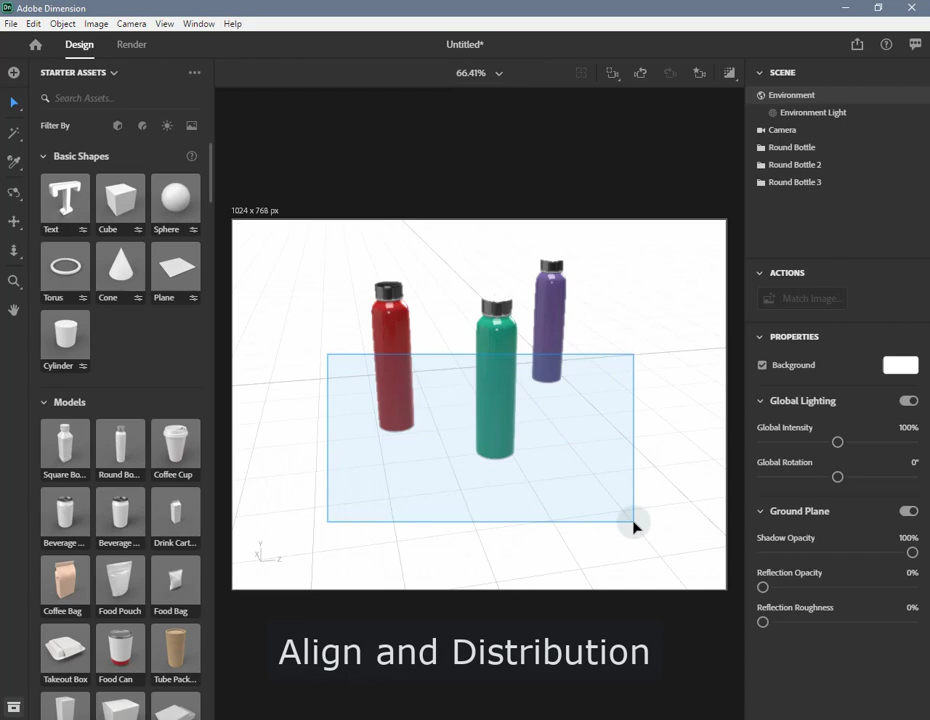 Dn Adobe Dimension
File Edit Object Image Camera View Window Help
Design Render Untitled*
STARTER ASSETS
66.41%
Search Assets...
Filter By
Basic Shapes
Text Cube Sphere
Torus Cone Plane
Cylinder
Models
Square Bo... Round Bo... Coffee Cup
Beverage ... Beverage ... Drink Cart...
Coffee Bag Food Pouch Food Bag
Takeout Box Food Can Tube Pack...
1024 x 768 px
Y
X Z
Align and Distribution
SCENE
Environment
Environment Light
Camera
Round Bottle
Round Bottle 2
Round Bottle 3
ACTIONS
Match Image...
PROPERTIES
Background
Global Lighting
Global Intensity 100%
Global Rotation 0°
Ground Plane
Shadow Opacity 100%
Reflection Opacity 0%
Reflection Roughness 0%